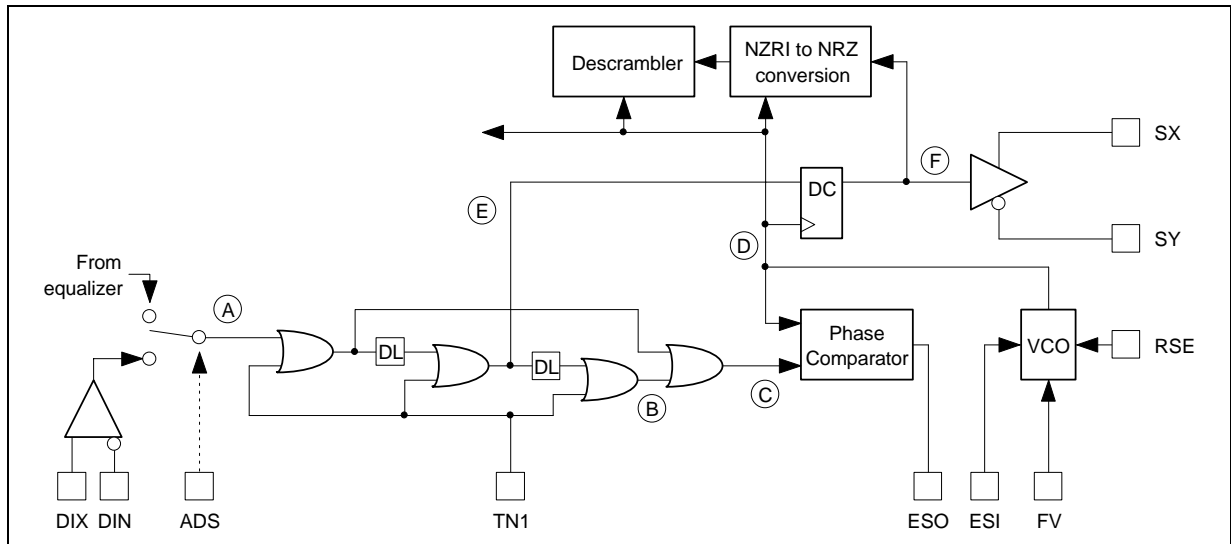 Descrambler
NZRI to NRZ
conversion
SX
F
DC
E
D
SY
From
equalizer
A
DL
DL
Phase
Comparator
VCO
RSE
B
C
DIX
DIN
ADS
TN1
ESO
ESI
FV